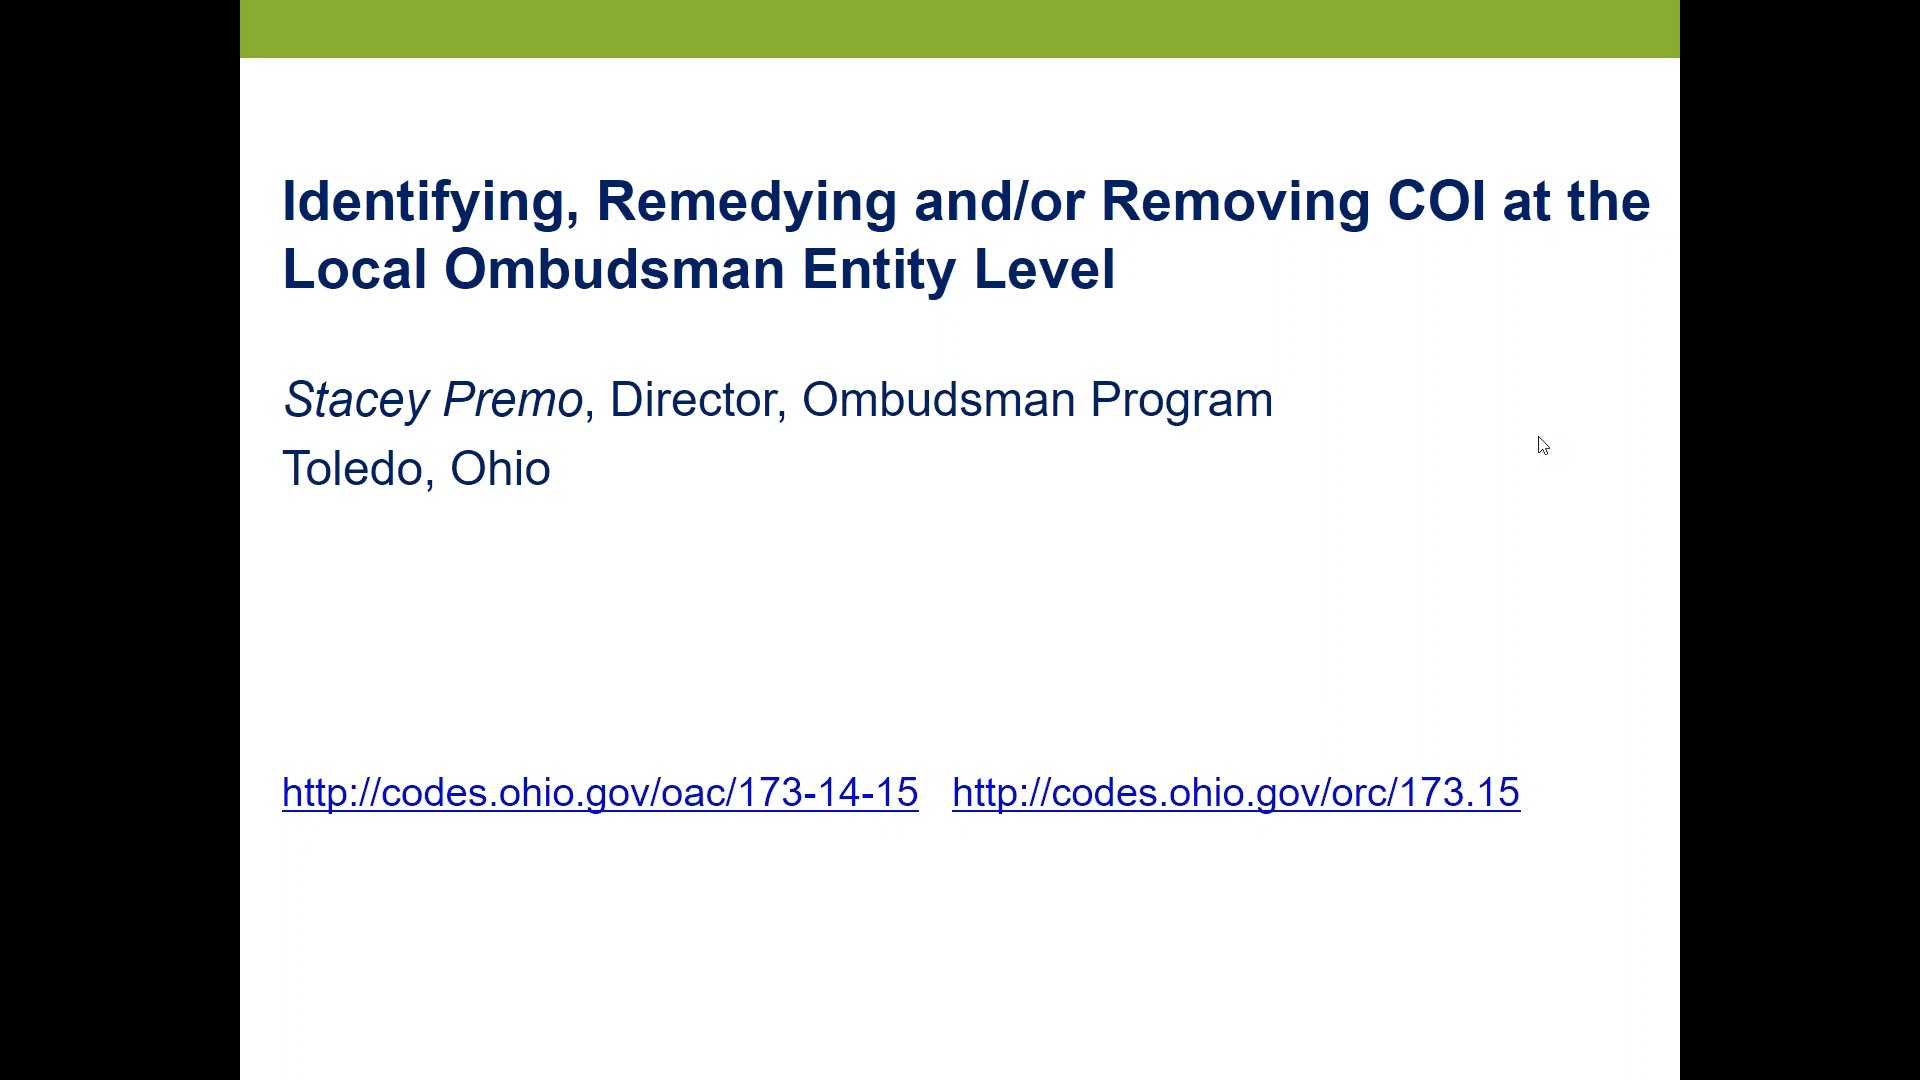 Identifying, Remedying and/or Removing COI at the
Local Ombudsman Entity Level
Stacey Premo, Director, Ombudsman Program
Toledo, Ohio
http://codes.ohio.gov/oac/173-14-15 http://codes.ohio.gov/orc/173.15